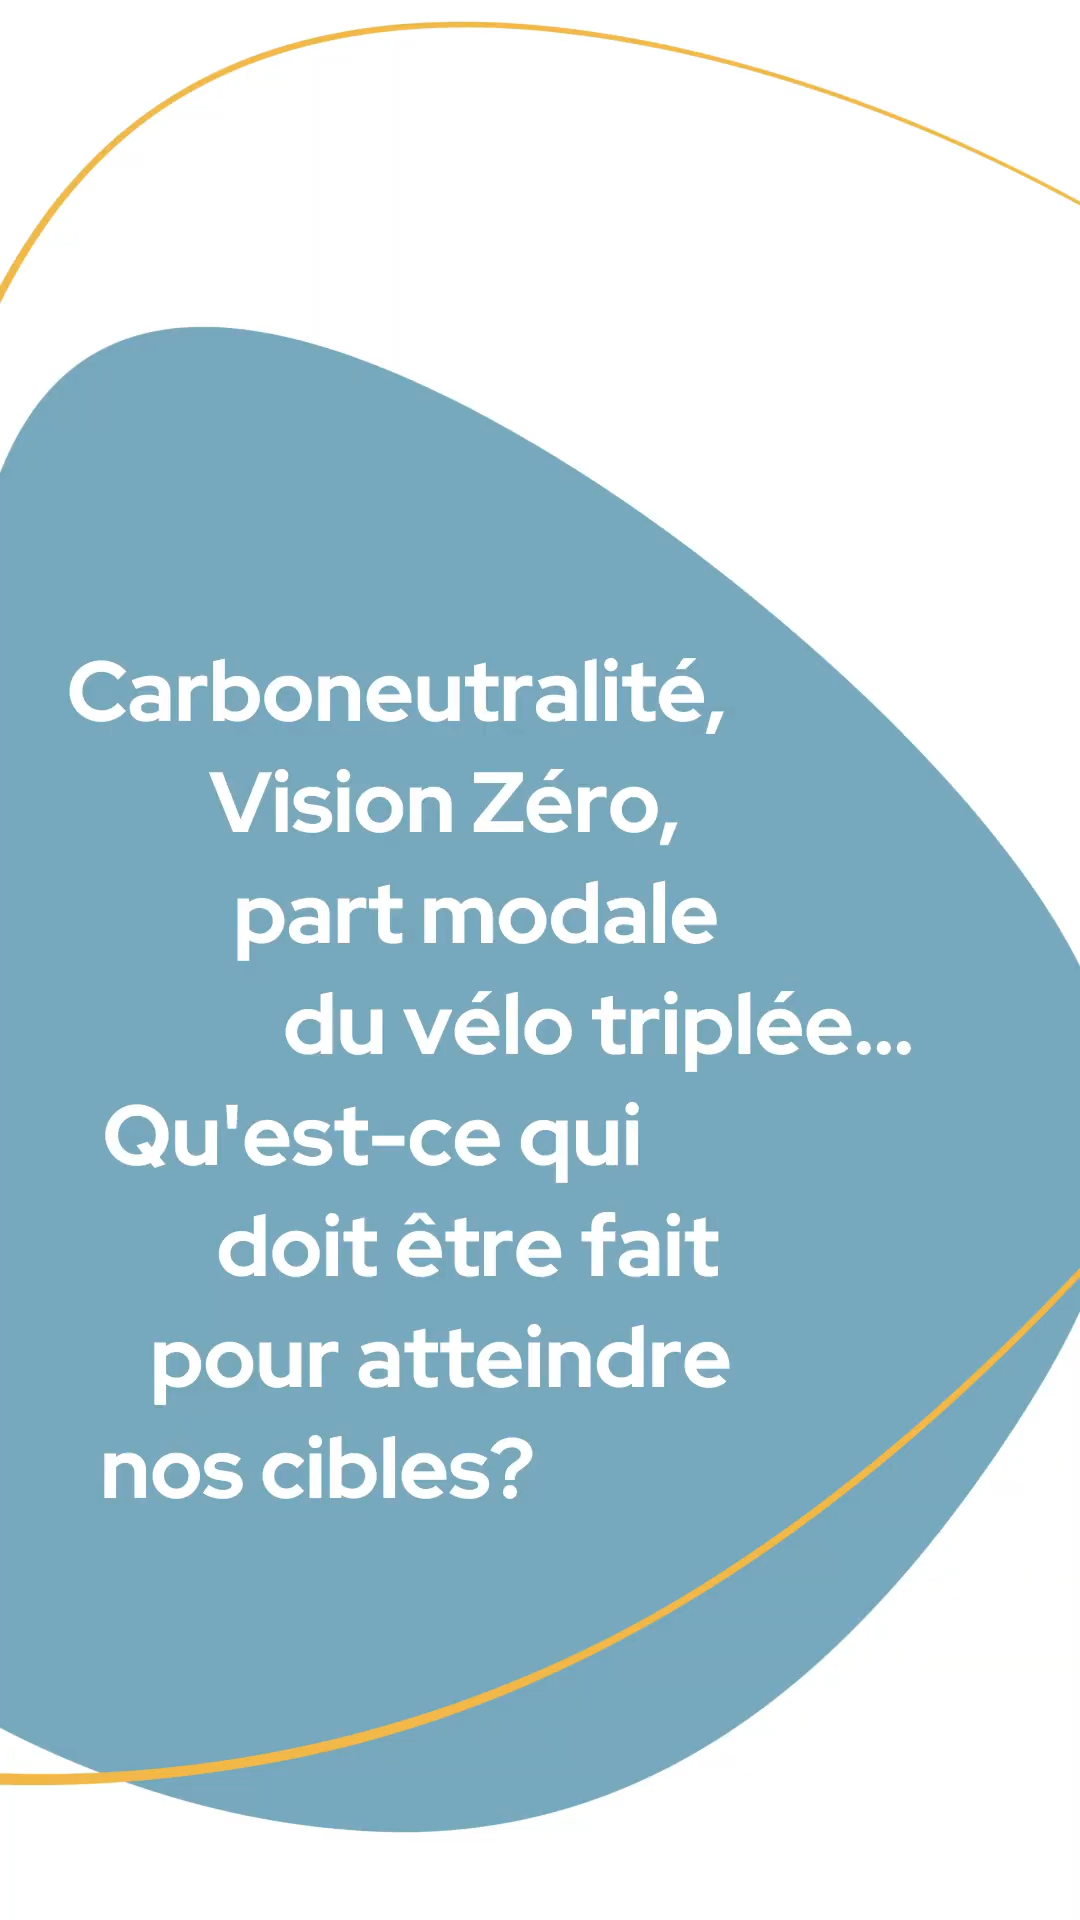 Carboneutralité,
Vision Zéro,
part modale
du vélo triplée...
Qu'est-ce qui
doit être fait
pour atteindre
nos cibles?